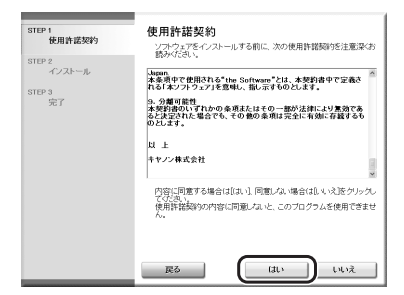 STEP 1
使用許諾契約
STEP 2
インストール
STEP 3
完了
使用許諾契約
ソフトウェアをインストールする前に、次の使用許諾契約を注意深くお
読みください。
Japan.
本条項中で使用される"the Software"とは、本契約書中で定義さ
れる「本ソフトウェア」を意味し、指し示すものとします。
9. 分離可能性
本契約書のいずれかの条項またはその一部が法律により無効であ
ると決定された場合でも、その他の条項は完全に有効に存続するも
のとします。
以 上
キヤノン株式会社
内容に同意する場合は[はい]、同意しない場合は[いいえ]をクリックし
てください。
使用許諾契約の内容に同意しないと、このプログラムを使用できませ
ん。
戻る
はい
いいえ